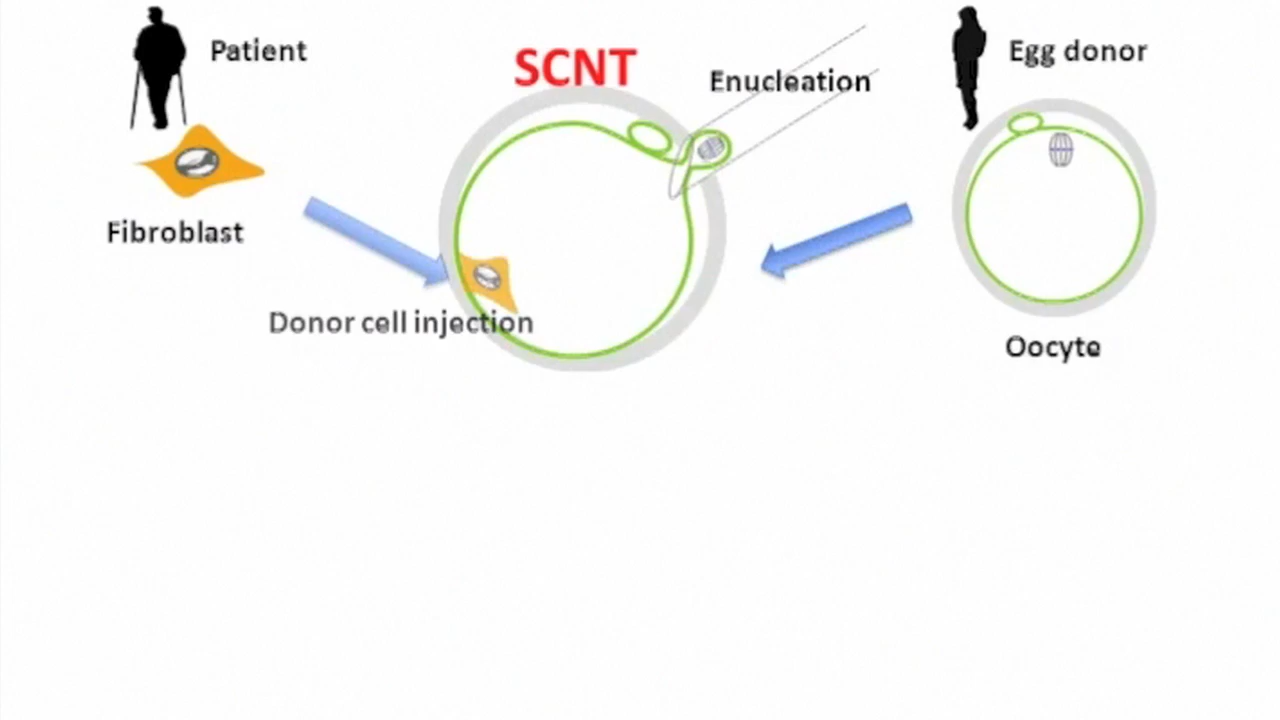 Patient
SCNT
Enucleation
Egg donor
Fibroblast
Donor cell injection
Oocyte